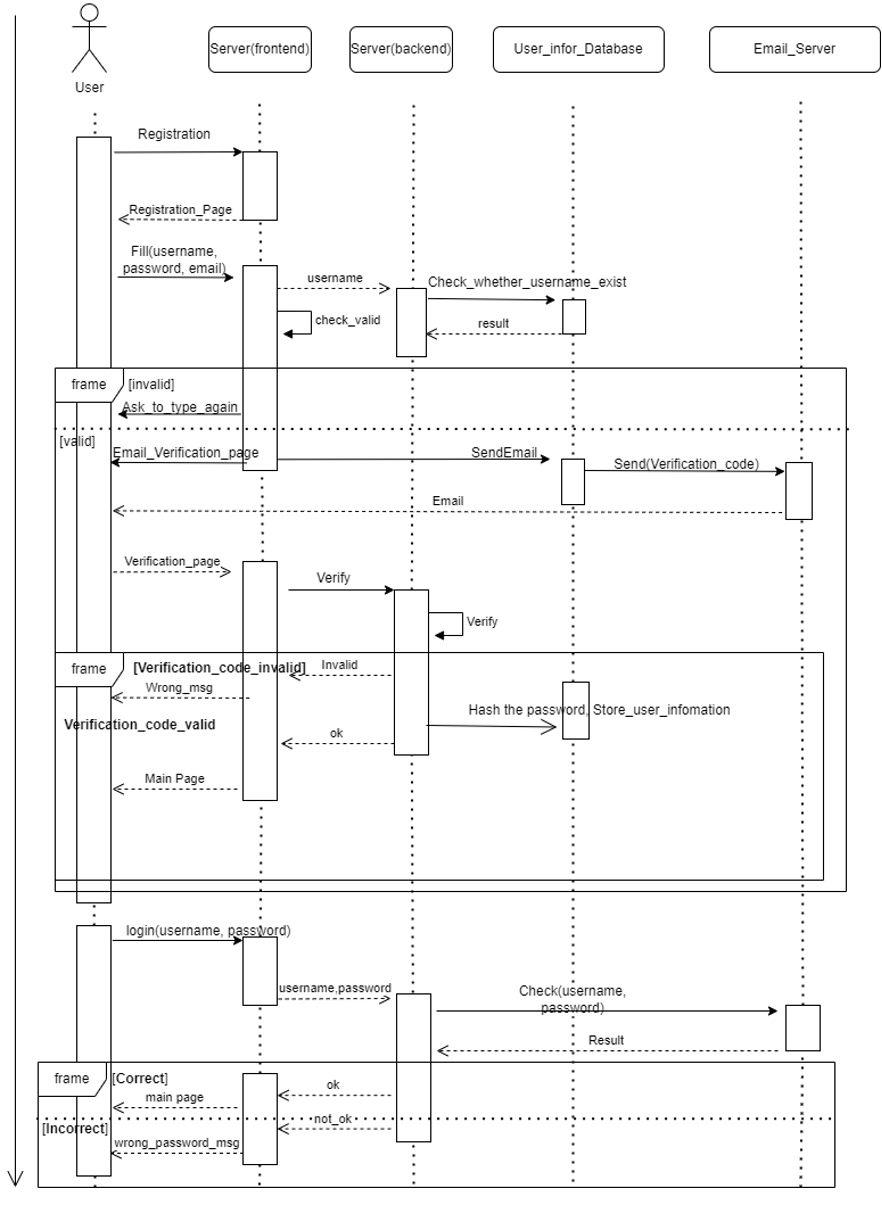 User
Server(frontend)
Server(backend)
User_infor_Database
Email_Server
Registration
Registration_Page
Fill(username,
password, email)
username
Check_whether_username_exist
check_valid
result
frame
[invalid]
Ask_to_type_again
[valid]
Email_Verification_page
SendEmail
Send(Verification_code)
Email
Verification_page
Verify
Verify
frame
[Verification_code_invalid]
Invalid
Wrong_msg
Hash the password, Store_user_infomation
Verification_code_valid
ok
Main Page
login(username, password)
username,password
Check(username,
password)
Result
frame
[Correct]
ok
main page
not_ok
[Incorrect]
wrong_password_msg